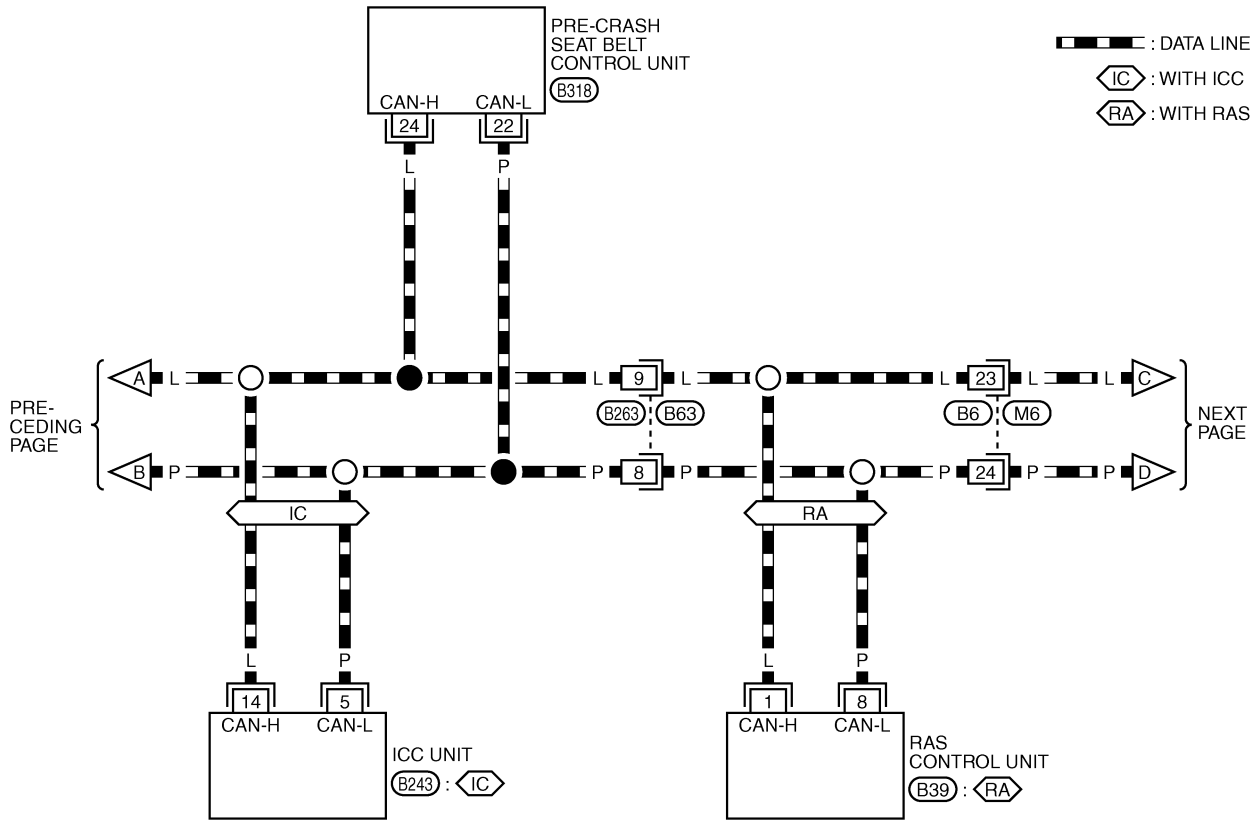 PRE-CRASH
SEAT BELT
CONTROL UNIT
B318
CAN-H CAN-L
24 22
L P
: DATA LINE
IC : WITH ICC
RA : WITH RAS
A L L 9 L L 23 L L C
B263 B63 B6 M6
PRE-
CEDING
PAGE
NEXT
PAGE
B P P 8 P P 24 P P D
IC RA
L P L P
14 5 1 8
CAN-H CAN-L CAN-H CAN-L
ICC UNIT
B243 : IC
RAS
CONTROL UNIT
B39 : RA